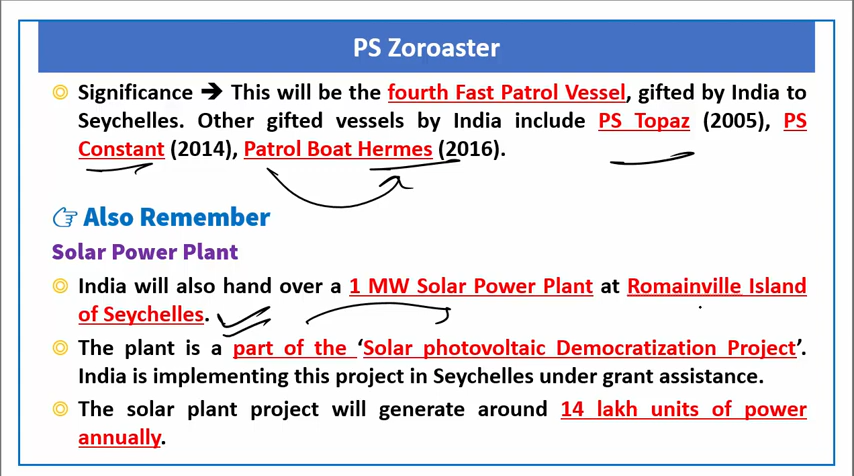 PS Zoroaster
Significance ➔ This will be the fourth Fast Patrol Vessel, gifted by India to
Seychelles. Other gifted vessels by India include PS Topaz (2005), PS
Constant (2014), Patrol Boat Hermes (2016).
Also Remember
Solar Power Plant
India will also hand over a 1 MW Solar Power Plant at Romainville Island
of Seychelles.
The plant is a part of the ‘Solar photovoltaic Democratization Project’.
India is implementing this project in Seychelles under grant assistance.
The solar plant project will generate around 14 lakh units of power
annually.